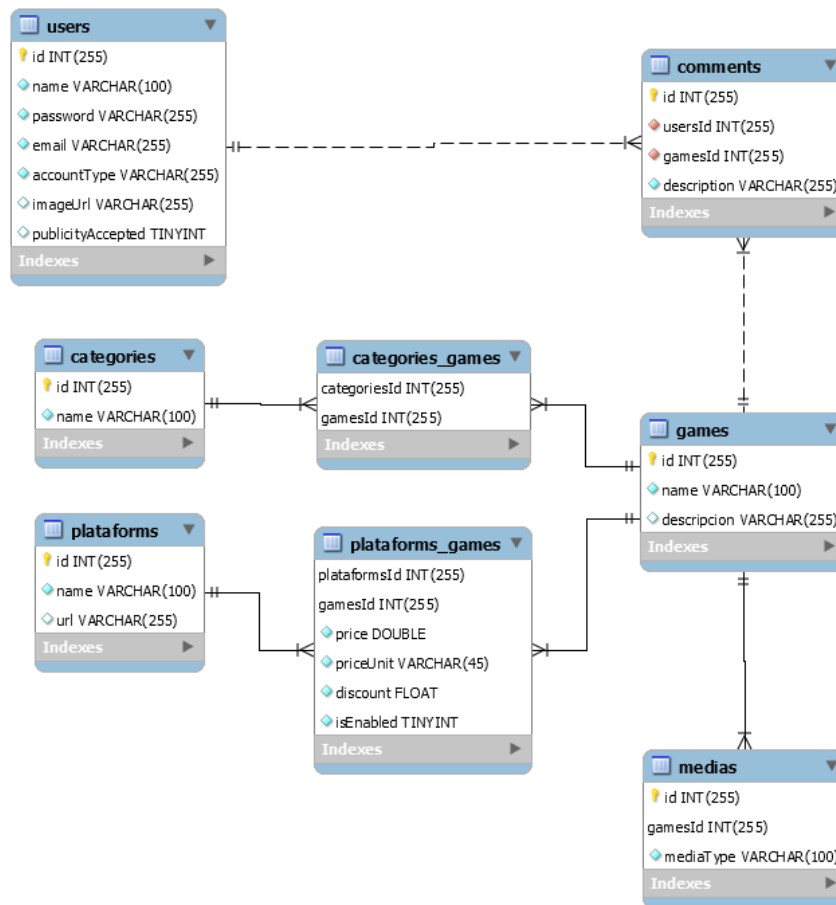 users
id INT(255)
name VARCHAR(100)
password VARCHAR(255)
email VARCHAR(255)
accountType VARCHAR(255)
imageUrl VARCHAR(255)
publicityAccepted TINYINT
Indexes
comments
id INT(255)
usersId INT(255)
gamesId INT(255)
description VARCHAR(255)
Indexes
categories
id INT(255)
name VARCHAR(100)
Indexes
categories_games
categoriesId INT(255)
gamesId INT(255)
Indexes
games
id INT(255)
name VARCHAR(100)
descripcion VARCHAR(255)
Indexes
plataforms
id INT(255)
name VARCHAR(100)
url VARCHAR(255)
Indexes
plataforms_games
plataformsId INT(255)
gamesId INT(255)
price DOUBLE
priceUnit VARCHAR(45)
discount FLOAT
isEnabled TINYINT
Indexes
medias
id INT(255)
gamesId INT(255)
mediaType VARCHAR(100)
Indexes